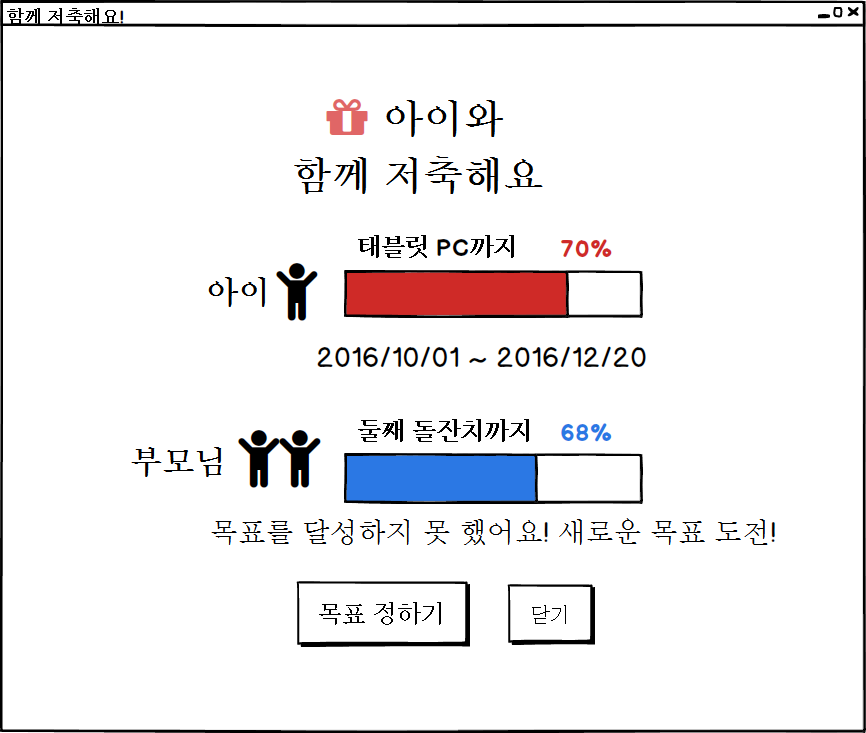 함께 저축해요!
아이와
함께 저축해요
태블릿 PC까지 70%
아이
2016/10/01 ~ 2016/12/20
둘째 돌잔치까지 68%
부모님
목표를 달성하지 못 했어요! 새로운 목표 도전!
목표 정하기 닫기